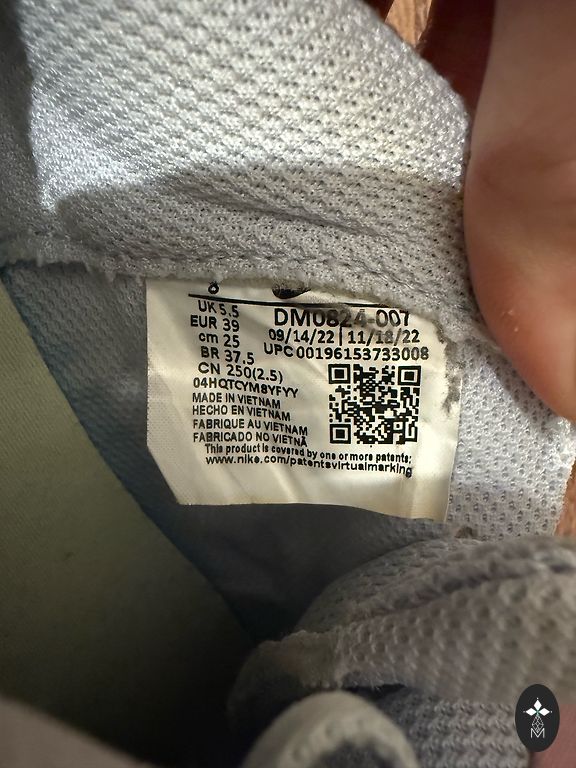 8
UK 5.5
EUR 39
cm 25
BR 37.5
CN 250(2.5)
04HQTCYM8YFYY
MADE IN VIETNAM
HECHO EN VIETNAM
FABRIQUE AU VIETNAM
FABRICADO NO VIETNÃ
DM0824-001
09/14/22 | 11/18/22
UPC 00196153733008
This product is covered by one or more patents;
www.nike.com/patentsvirtualmarking
M